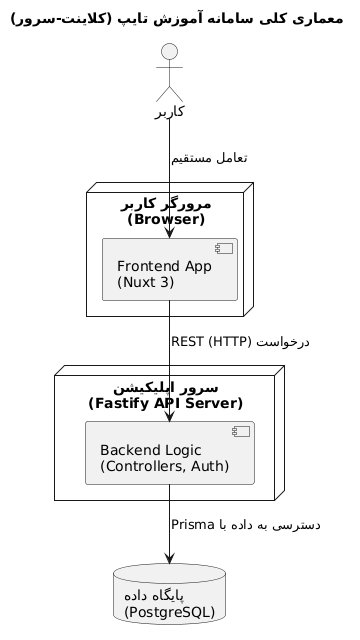 معماری کلی سامانه آموزش تایپ (کلاینت-سرور)
کاربر
تعامل مستقیم
مرورگر کاربر
(Browser)
Frontend App
(Nuxt 3)
درخواست REST (HTTP)
سرور اپلیکیشن
(Fastify API Server)
Backend Logic
(Controllers, Auth)
دسترسی به داده با Prisma
پایگاه داده
(PostgreSQL)